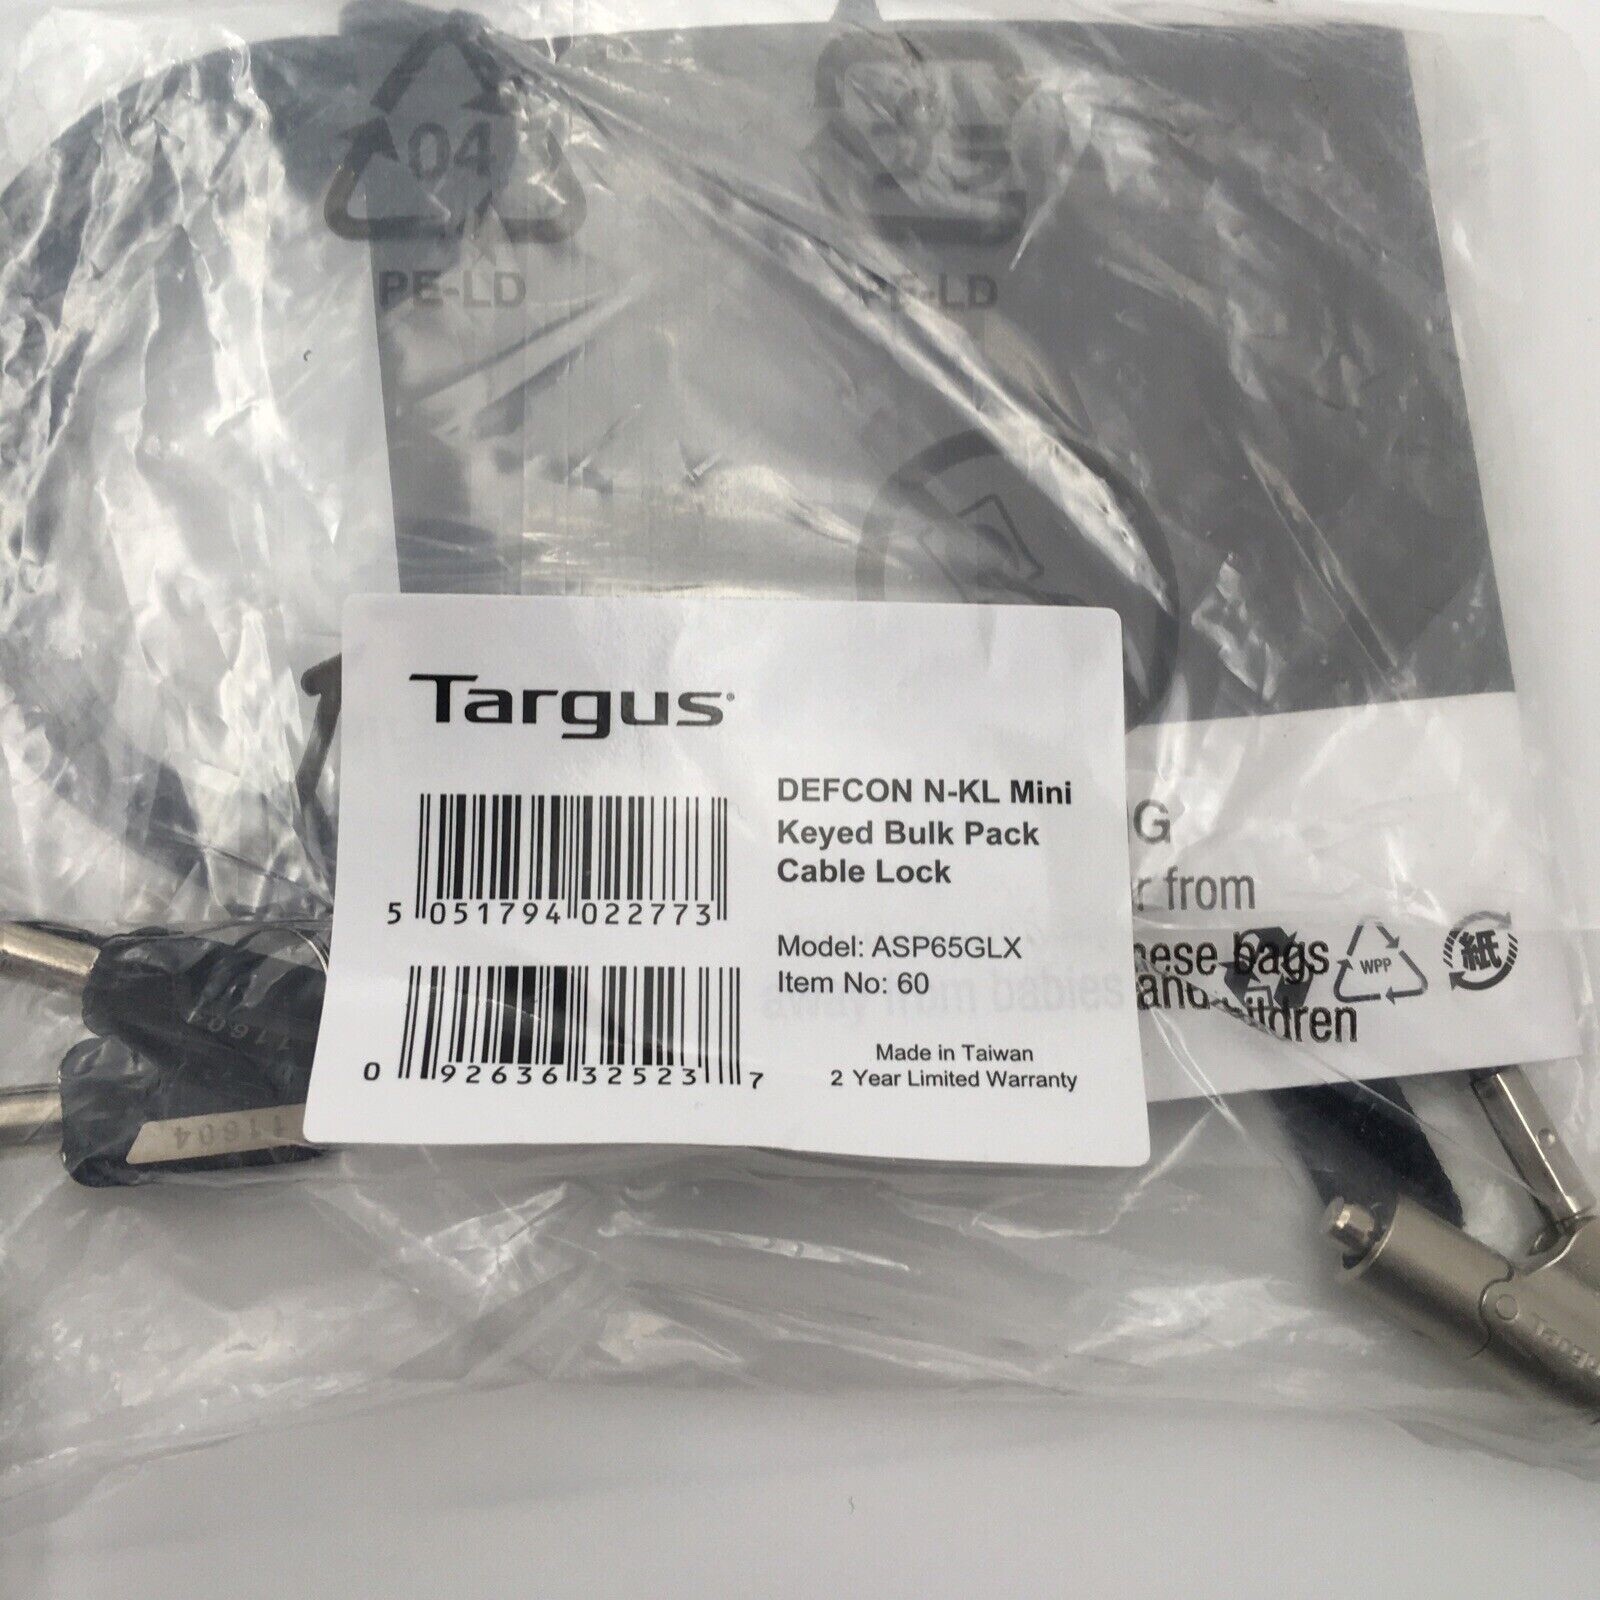 04
PE-LD
PE-LD
Targus
DEFCON N-KL Mini
Keyed Bulk Pack
Cable Lock
5 051794 022773
Model: ASP65GLX
Item No: 60
0 92636 32523 7
Made in Taiwan
2 Year Limited Warranty
G
from
bags
away from babies and children
WPP
紙
11604
11604